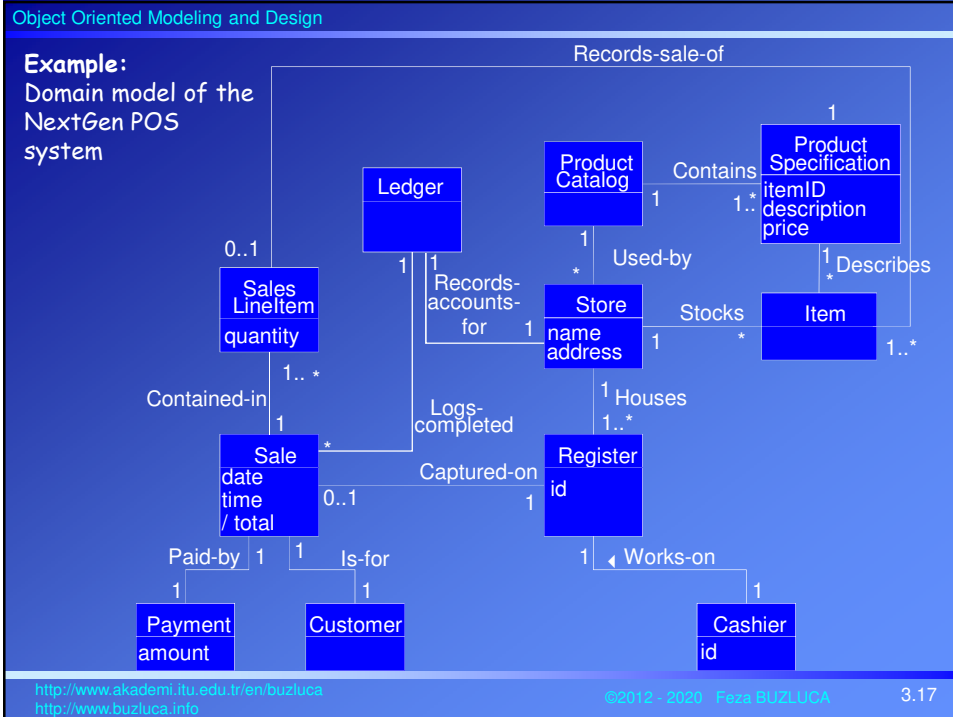 Object Oriented Modeling and Design
Example:
Domain model of the
NextGen POS
system
Records-sale-of
1
Product
Specification
itemID
description
price
Product
Catalog
Contains
1
1..*
Ledger
1
Used-by
*
1
Describes
*
0..1
1
1
Records-
accounts-
for
1
Sales
LineItem
quantity
Store
name
address
Stocks
1
*
Item
1..*
1.. *
Contained-in
1
Logs-
completed
*
1
Houses
1..*
Sale
date
time
/ total
Captured-on
0..1
1
Register
id
Paid-by
1
1
Is-for
1
1
1
Works-on
1
Payment
amount
Customer
Cashier
id
http://www.akademi.itu.edu.tr/en/buzluca
http://www.buzluca.info
©2012 - 2020 Feza BUZLUCA
3.17